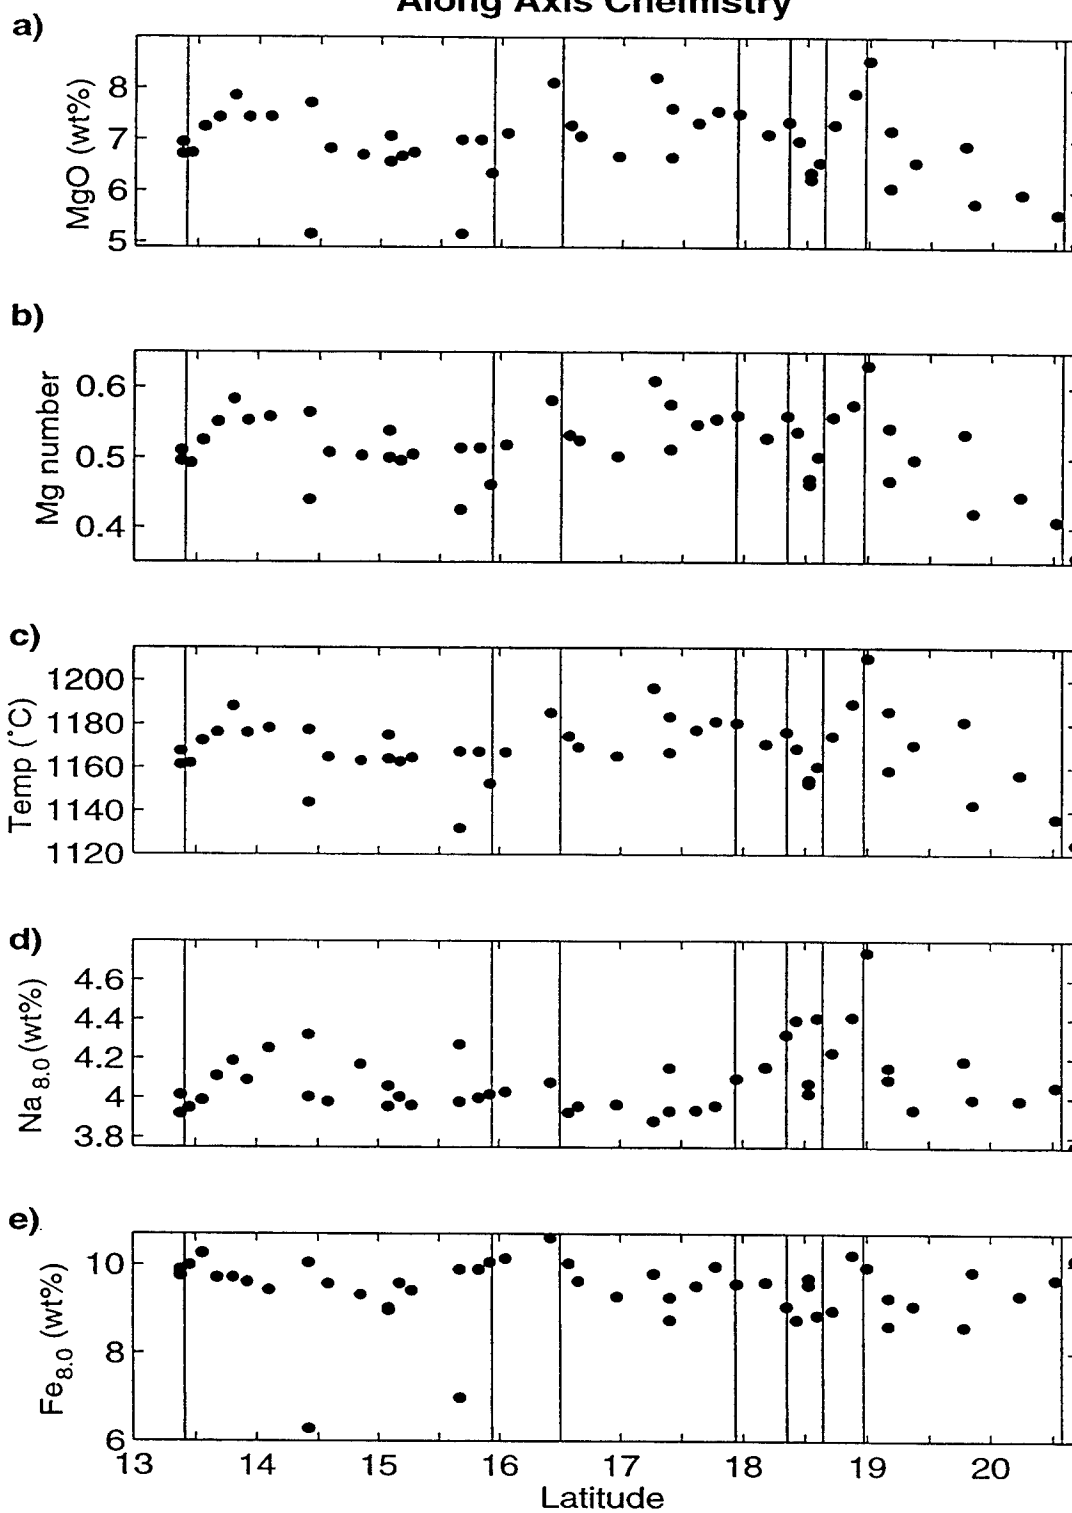 Along Axis Chemistry
a)
MgO (wt%)
8
7
6
5
b)
Mg number
0.6
0.5
0.4
c)
Temp (°C)
1200
1180
1160
1140
1120
d)
Na8.0 (wt%)
4.6
4.4
4.2
4
3.8
e)
Fe8.0 (wt%)
10
8
6
13 14 15 16 17 18 19 20
Latitude